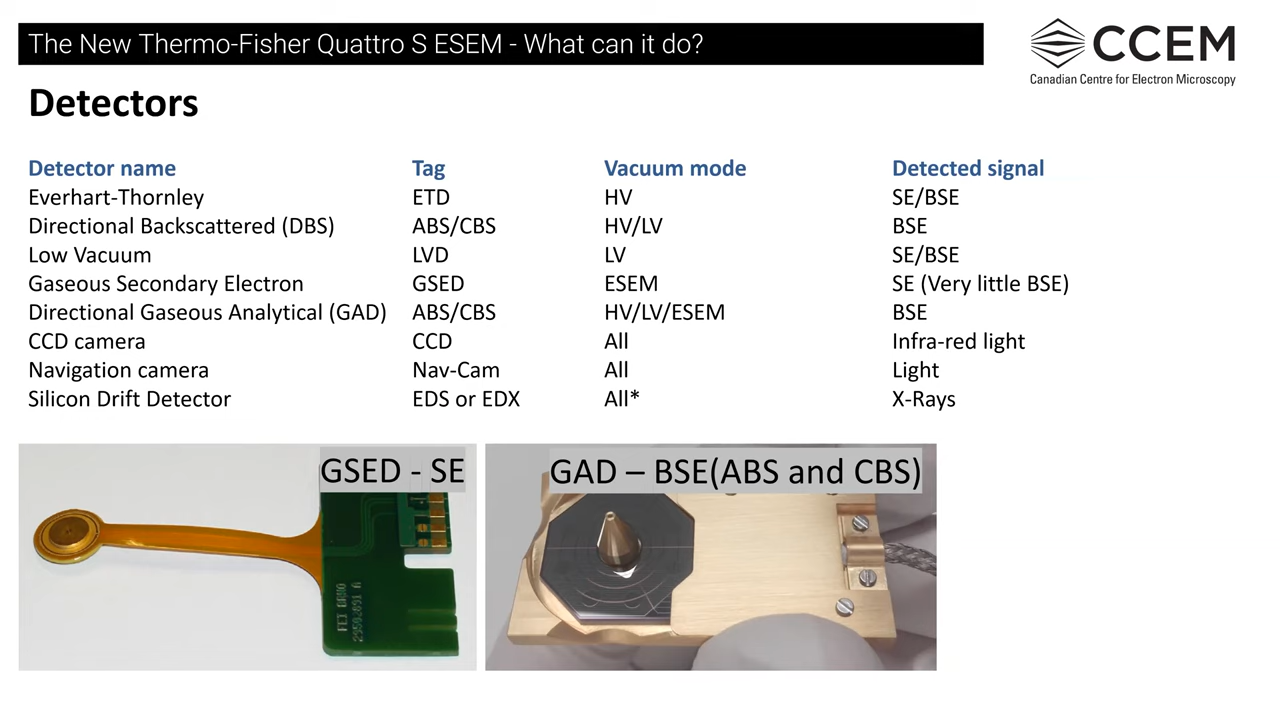 The New Thermo-Fisher Quattro S ESEM - What can it do?
CCEM
Canadian Centre for Electron Microscopy
Detectors
Detector name Tag Vacuum mode Detected signal
Everhart-Thornley ETD HV SE/BSE
Directional Backscattered (DBS) ABS/CBS HV/LV BSE
Low Vacuum LVD LV SE/BSE
Gaseous Secondary Electron GSED ESEM SE (Very little BSE)
Directional Gaseous Analytical (GAD) ABS/CBS HV/LV/ESEM BSE
CCD camera CCD All Infra-red light
Navigation camera Nav-Cam All Light
Silicon Drift Detector EDS or EDX All* X-Rays
GSED - SE
GAD – BSE(ABS and CBS)
FEI BRNO